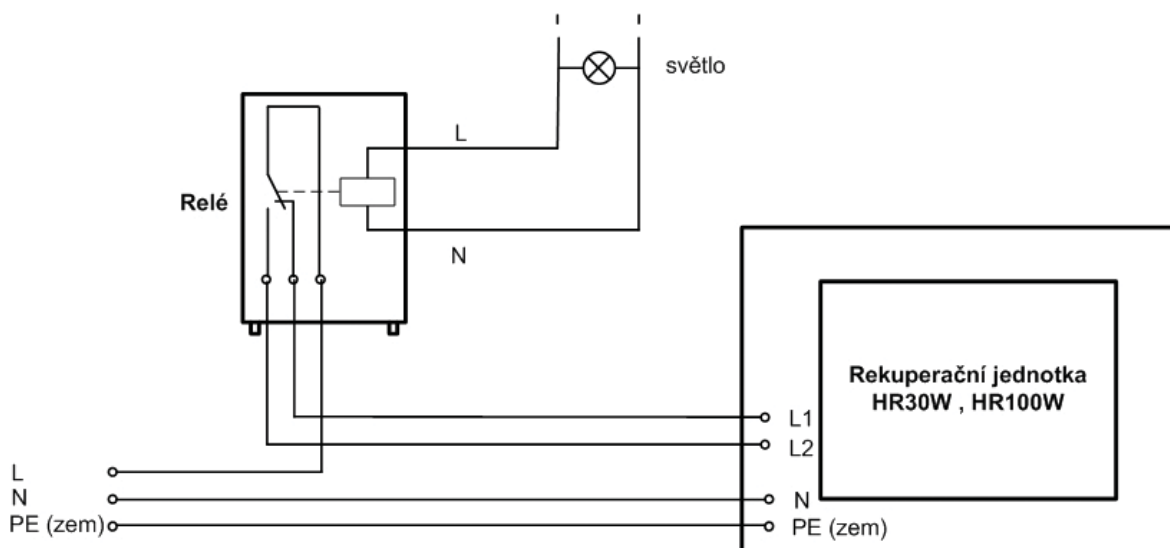 světlo
L
Relé
N
Rekuperační jednotka
HR30W , HR100W
L1
L2
L
N
PE (zem)
N
PE (zem)